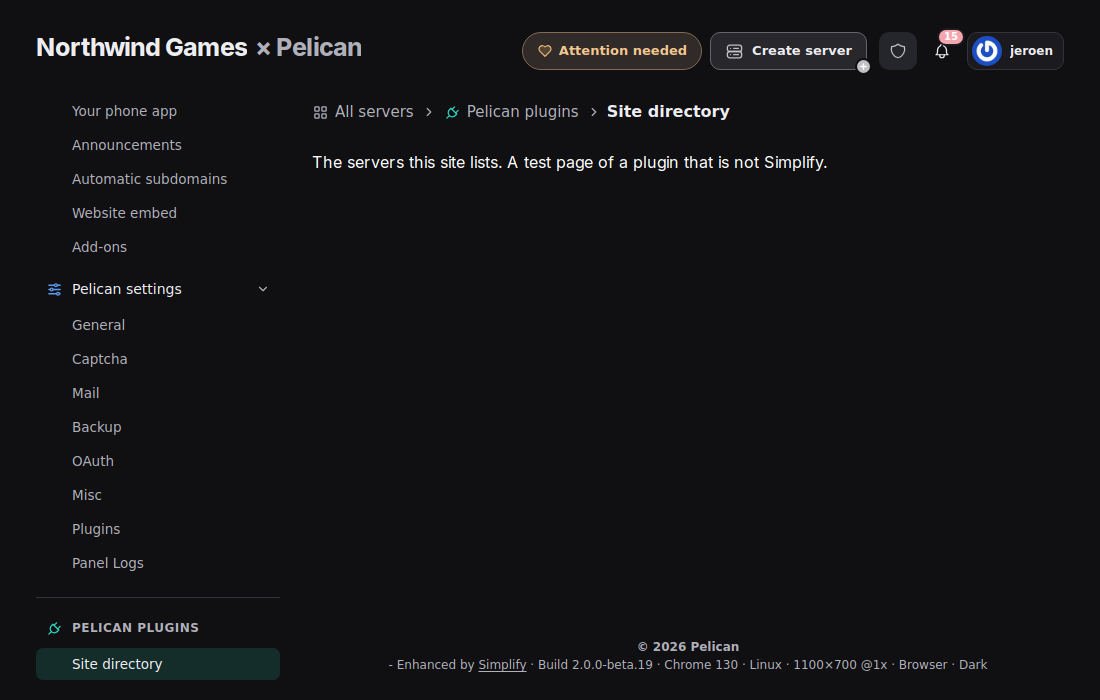 Northwind Games × Pelican
Attention needed
Create server
15
jeroen
Your phone app
Announcements
Automatic subdomains
Website embed
Add-ons
Pelican settings
General
Captcha
Mail
Backup
OAuth
Misc
Plugins
Panel Logs
PELICAN PLUGINS
Site directory
All servers > Pelican plugins > Site directory
The servers this site lists. A test page of a plugin that is not Simplify.
© 2026 Pelican
- Enhanced by Simplify · Build 2.0.0-beta.19 · Chrome 130 · Linux · 1100×700 @1x · Browser · Dark